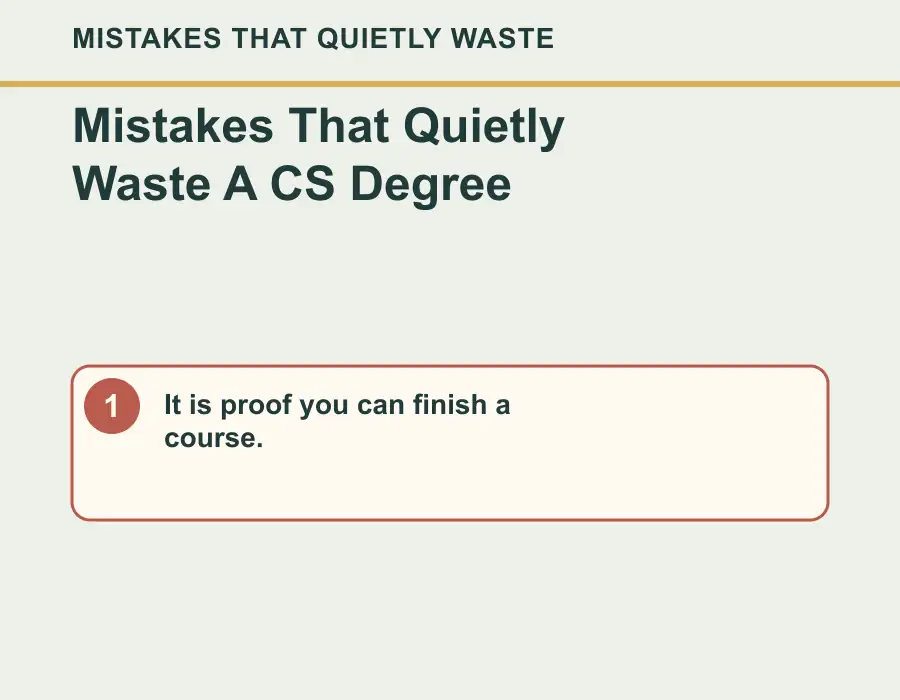 MISTAKES THAT QUIETLY WASTE
Mistakes That Quietly
Waste A CS Degree
1
It is proof you can finish a
course.